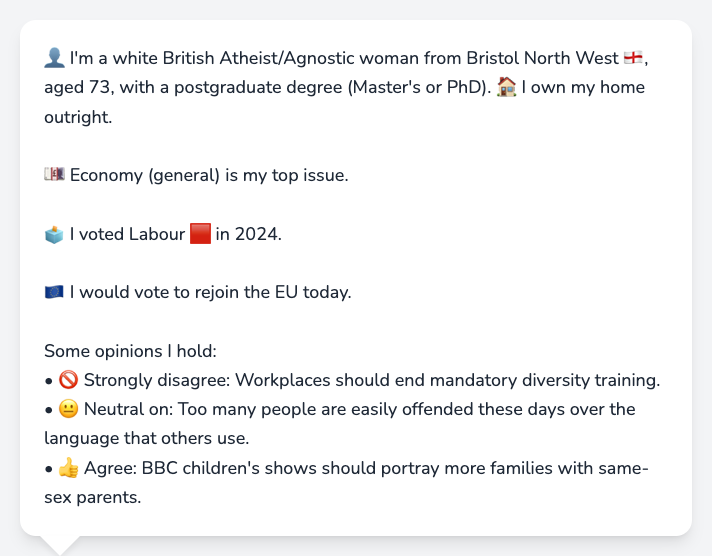 👤 I'm a white British Atheist/Agnostic woman from Bristol North West 🏴󠁧󠁢󠁥󠁮󠁧󠁿,
aged 73, with a postgraduate degree (Master's or PhD). 🏠 I own my home
outright.
💷 Economy (general) is my top issue.
🗳️ I voted Labour 🟥 in 2024.
🇪🇺 I would vote to rejoin the EU today.
Some opinions I hold:
• 🚫 Strongly disagree: Workplaces should end mandatory diversity training.
• 😐 Neutral on: Too many people are easily offended these days over the
language that others use.
• 👍 Agree: BBC children's shows should portray more families with same-
sex parents.